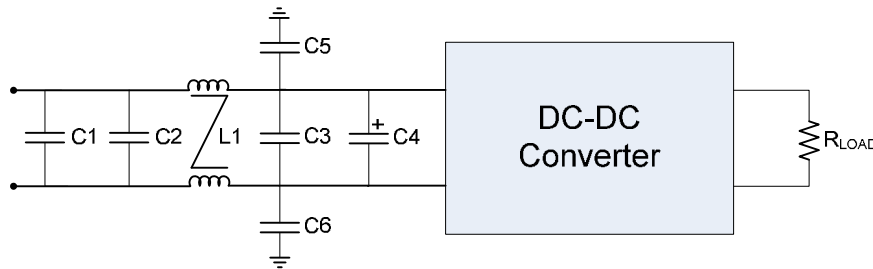 C5
C1
C2
L1
C3
+
C4
DC-DC
Converter
RLOAD
C6